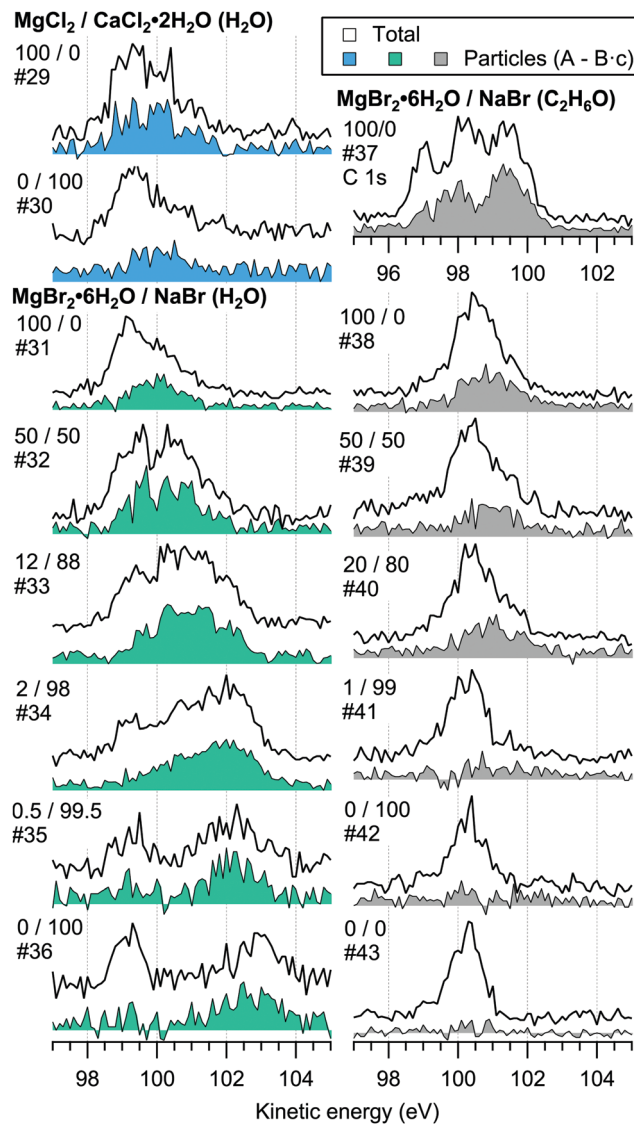 MgCl₂ / CaCl₂•2H₂O (H₂O)
100 / 0
#29
0 / 100
#30
MgBr₂•6H₂O / NaBr (H₂O)
100 / 0
#31
50 / 50
#32
12 / 88
#33
2 / 98
#34
0.5 / 99.5
#35
0 / 100
#36
98 100 102 104
Total
Particles (A - B·c)
MgBr₂•6H₂O / NaBr (C₂H₆O)
100/0
#37
C 1s
96 98 100 102
100 / 0
#38
50 / 50
#39
20 / 80
#40
1 / 99
#41
0 / 100
#42
0 / 0
#43
98 100 102 104
Kinetic energy (eV)